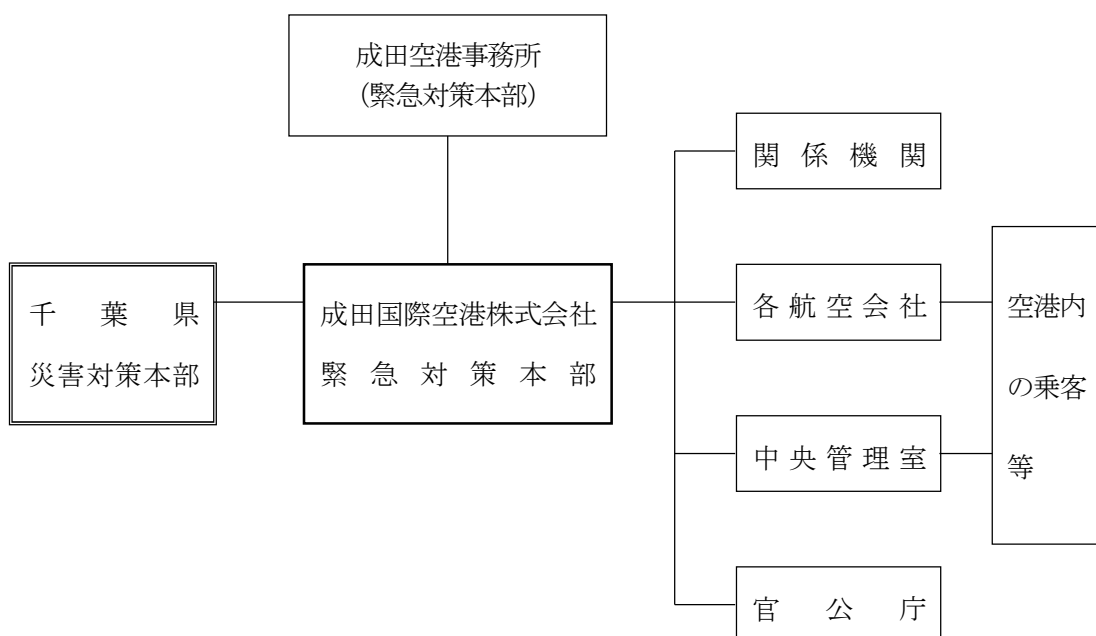 成田空港事務所
（緊急対策本部）
関係機関
千葉県
災害対策本部
成田国際空港株式会社
緊急対策本部
各航空会社
空港内
の乗客
等
中央管理室
官公庁